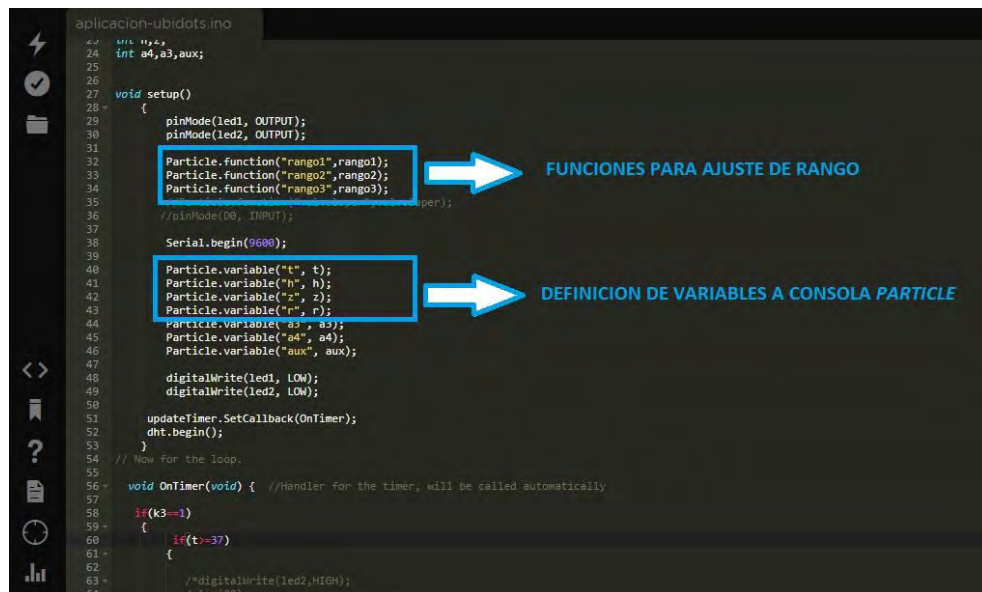 aplicacion-ubidots.ino
23 int h,z,
24 int a4,a3,aux;
25
26
27 void setup()
28 {
29 pinMode(led1, OUTPUT);
30 pinMode(led2, OUTPUT);
31
32 Particle.function("rango1",rango1);
33 Particle.function("rango2",rango2);
34 Particle.function("rango3",rango3);
FUNCIONES PARA AJUSTE DE RANGO
35
36 //pinMode(D0, INPUT);
37
38 Serial.begin(9600);
39
40 Particle.variable("t", t);
41 Particle.variable("h", h);
42 Particle.variable("z", z);
43 Particle.variable("r", r);
DEFINICION DE VARIABLES A CONSOLA PARTICLE
44 Particle.variable("a3", a3);
45 Particle.variable("a4", a4);
46 Particle.variable("aux", aux);
47
48 digitalWrite(led1, LOW);
49 digitalWrite(led2, LOW);
50
51 updateTimer.SetCallback(OnTimer);
52 dht.begin();
53 }
54 // Now for the loop.
55
56 void OnTimer(void) { //Handler for the timer, will be called automatically
57
58 if(k3==1)
59 {
60 if(t>=37)
61 {
62
63 /*digitalWrite(led2,HIGH);